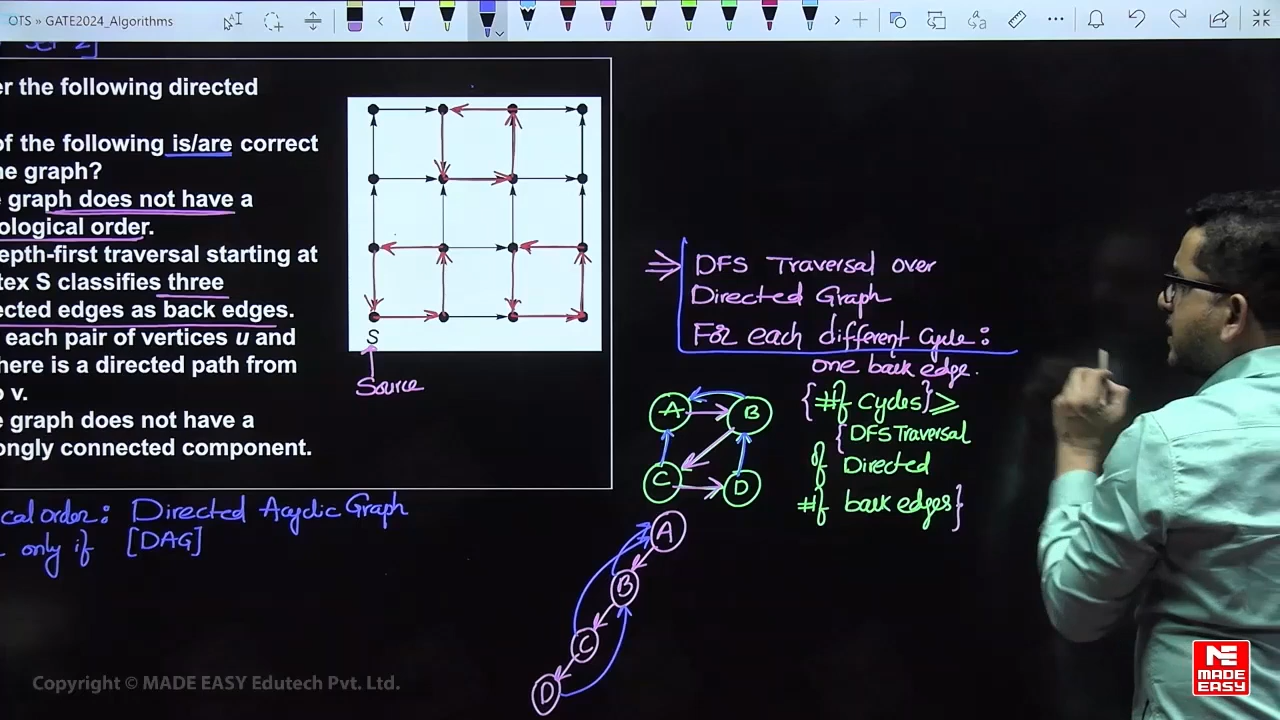 OTS » GATE2024_Algorithms
er the following directed
of the following is/are correct
ne graph?
e graph does not have a
ological order.
epth-first traversal starting at
tex S classifies three
ected edges as back edges.
each pair of vertices u and
here is a directed path from
o v.
e graph does not have a
ongly connected component.
S
Source
cal order: Directed Acyclic Graph
only if [DAG]
⇒ DFS Traversal over
Directed Graph
For each different Cycle:
one back edge.
{# of Cycles} ≥
{DFS Traversal
of Directed
# of back edges}
A B
C D
A
B
C
D
Copyright © MADE EASY Edutech Pvt. Ltd.
ME
MADE
EASY